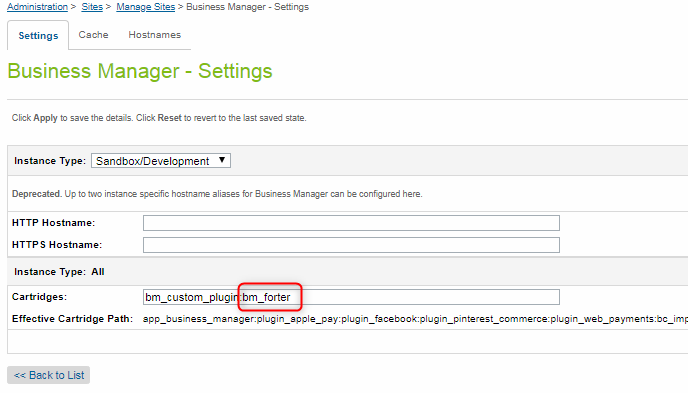 Administration > Sites > Manage Sites > Business Manager - Settings
Settings Cache Hostnames
Business Manager - Settings
Click Apply to save the details. Click Reset to revert to the last saved state.
Instance Type: Sandbox/Development
Deprecated. Up to two instance specific hostname aliases for Business Manager can be configured here.
HTTP Hostname:
HTTPS Hostname:
Instance Type: All
Cartridges: bm_custom_plugin:bm_forter
Effective Cartridge Path: app_business_manager:plugin_apple_pay:plugin_facebook:plugin_pinterest_commerce:plugin_web_payments:bc_imp
<< Back to List